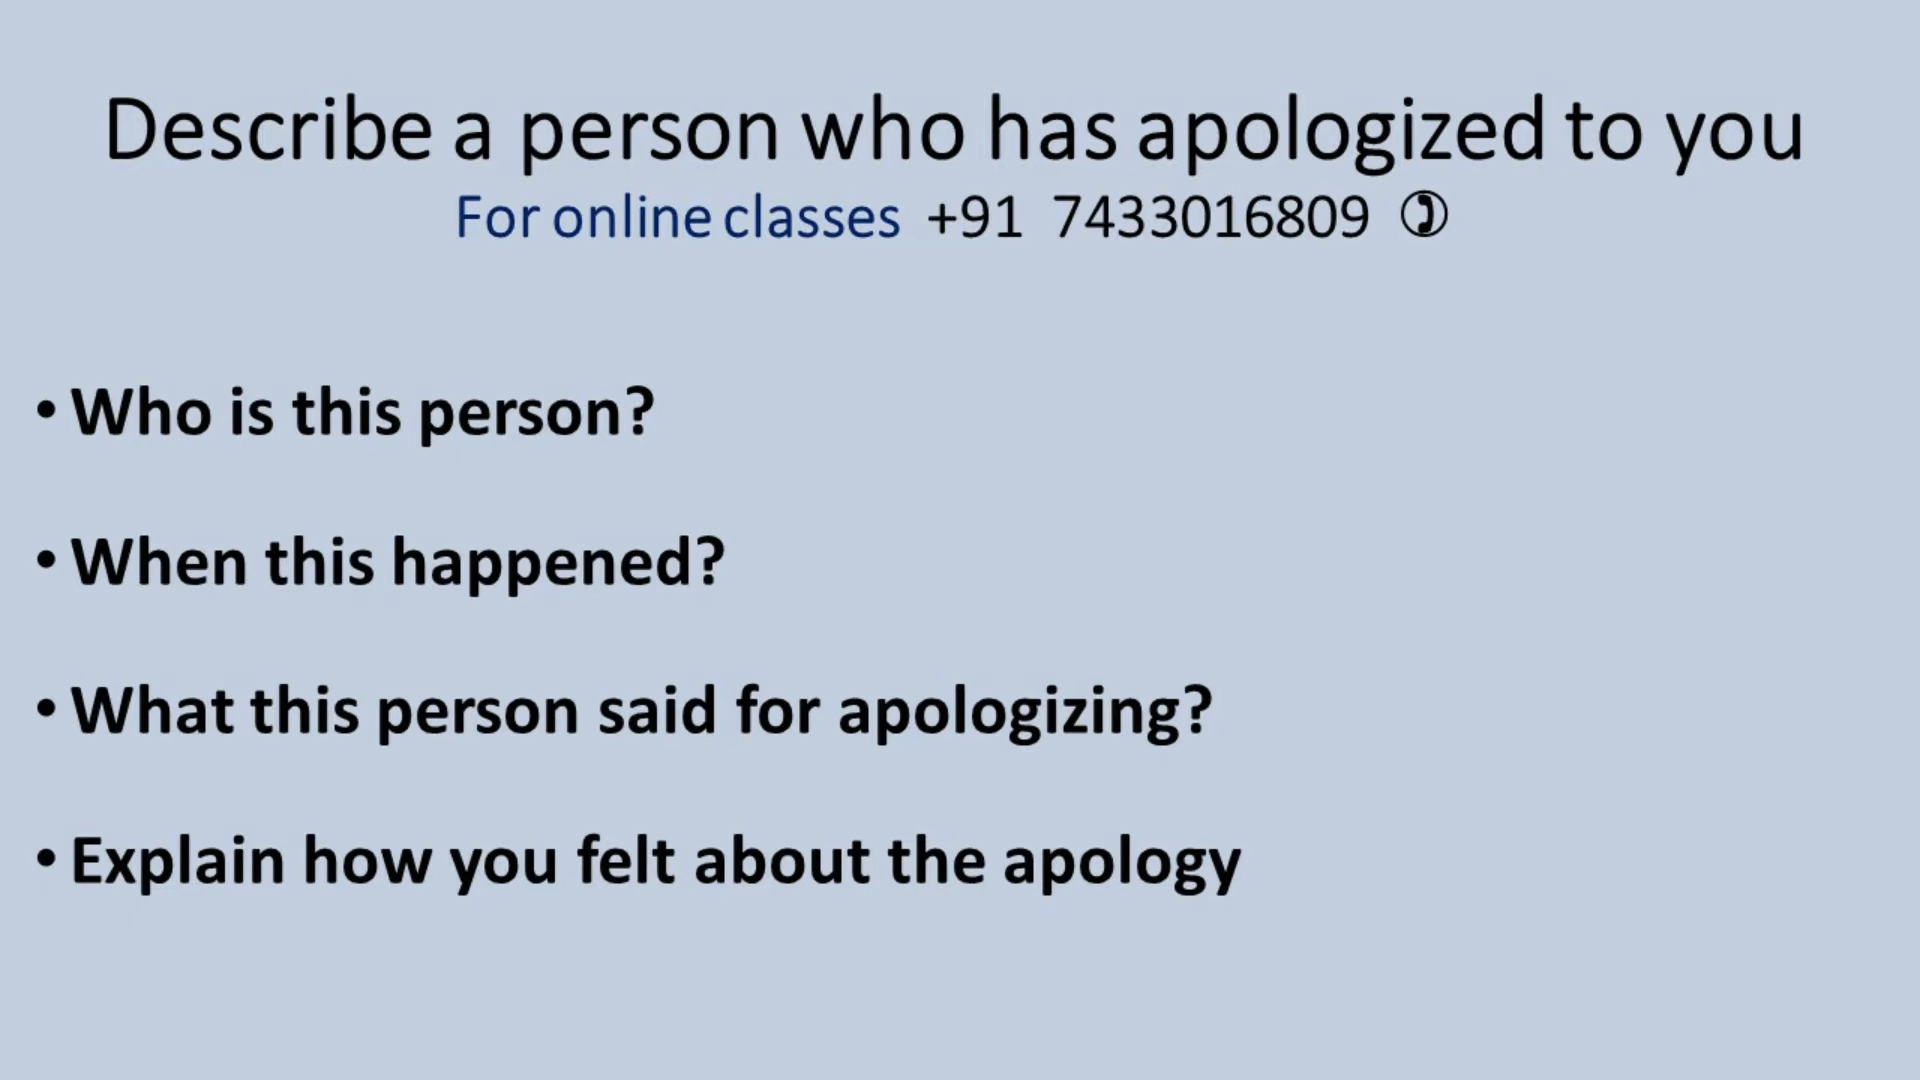 Describe a person who has apologized to you
For online classes +91 7433016809 ✆
• Who is this person?
• When this happened?
• What this person said for apologizing?
• Explain how you felt about the apology